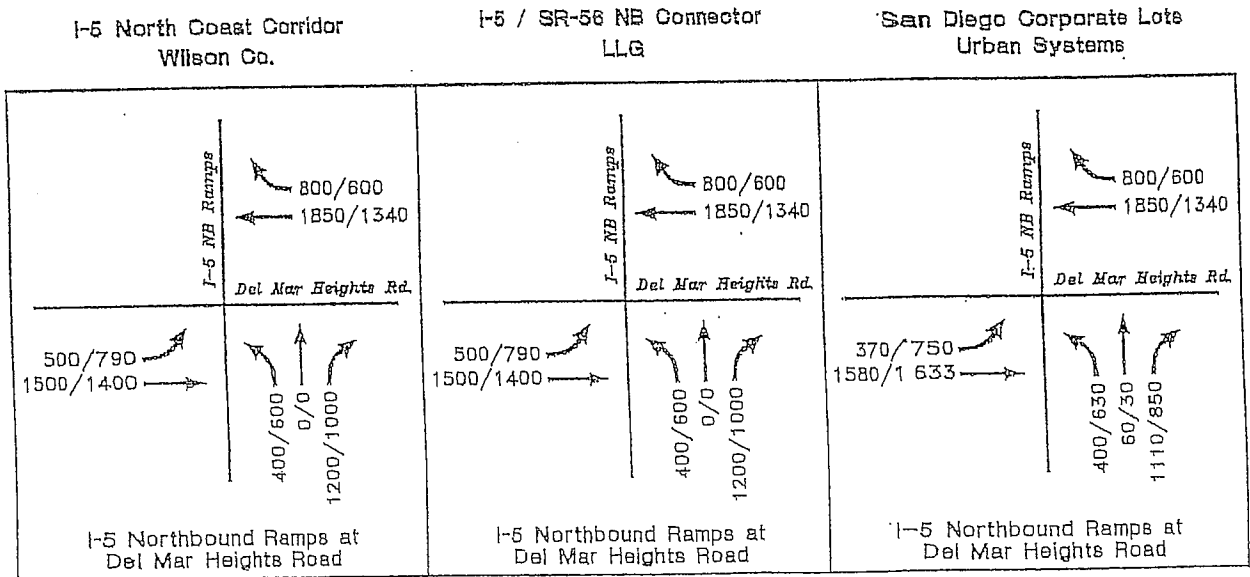 I-5 North Coast Corridor
Wilson Co.
I-5 / SR-56 NB Connector
LLG
San Diego Corporate Lots
Urban Systems
I-5 NB Ramps
800/600
1850/1340
Del Mar Heights Rd.
500/790
1500/1400
400/600
0/0
1200/1000
I-5 Northbound Ramps at
Del Mar Heights Road
I-5 NB Ramps
800/600
1850/1340
Del Mar Heights Rd.
500/790
1500/1400
400/600
0/0
1200/1000
I-5 Northbound Ramps at
Del Mar Heights Road
I-5 NB Ramps
800/600
1850/1340
Del Mar Heights Rd.
370/750
1580/1633
400/630
60/30
1110/850
I-5 Northbound Ramps at
Del Mar Heights Road